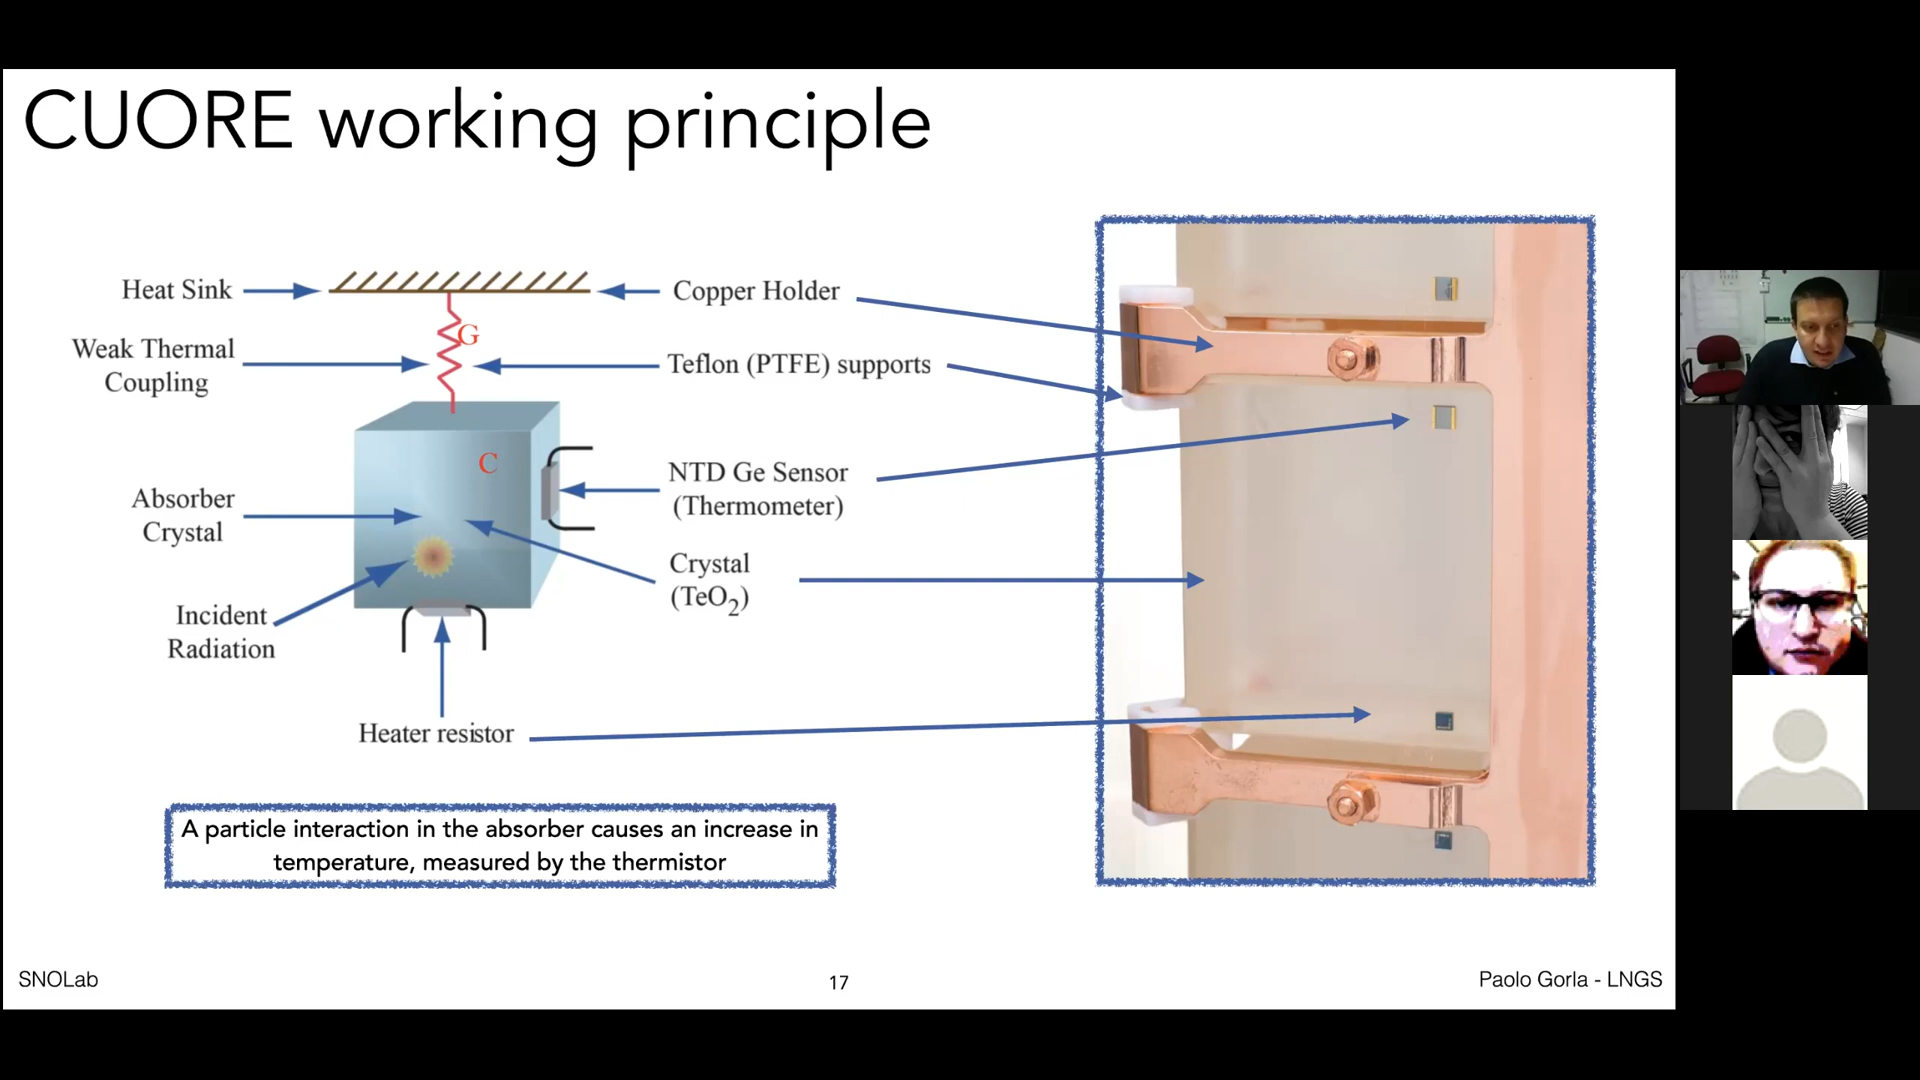 CUORE working principle
Heat Sink
Copper Holder
G
Weak Thermal
Coupling
Teflon (PTFE) supports
C
NTD Ge Sensor
(Thermometer)
Absorber
Crystal
Crystal
(TeO2)
Incident
Radiation
Heater resistor
A particle interaction in the absorber causes an increase in
temperature, measured by the thermistor
SNOLab
17
Paolo Gorla - LNGS